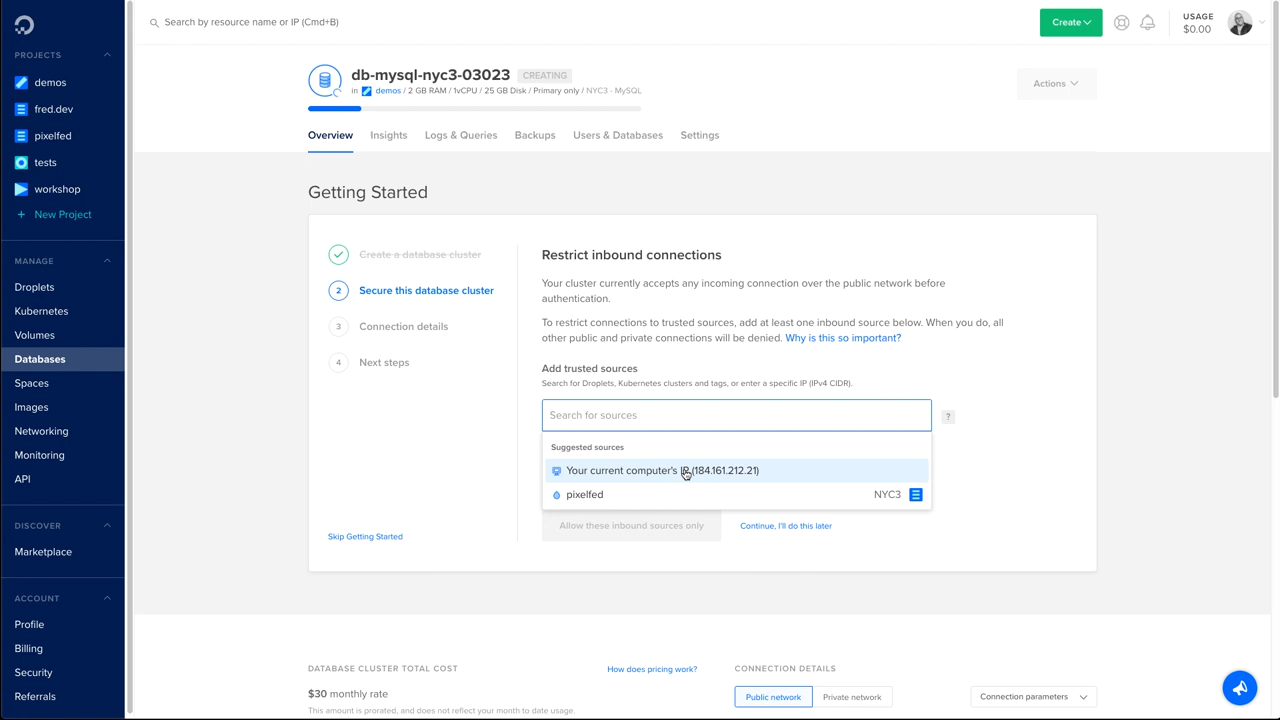 Search by resource name or IP (Cmd+B)
Create
USAGE
$0.00
PROJECTS
demos
fred.dev
pixelfed
tests
workshop
+ New Project
MANAGE
Droplets
Kubernetes
Volumes
Databases
Spaces
Images
Networking
Monitoring
API
DISCOVER
Marketplace
ACCOUNT
Profile
Billing
Security
Referrals
db-mysql-nyc3-03023 CREATING
in demos / 2 GB RAM / 1vCPU / 25 GB Disk / Primary only / NYC3 - MySQL
Actions
Overview Insights Logs & Queries Backups Users & Databases Settings
Getting Started
Create a database cluster
2 Secure this database cluster
3 Connection details
4 Next steps
Skip Getting Started
Restrict inbound connections
Your cluster currently accepts any incoming connection over the public network before
authentication.
To restrict connections to trusted sources, add at least one inbound source below. When you do, all
other public and private connections will be denied. Why is this so important?
Add trusted sources
Search for Droplets, Kubernetes clusters and tags, or enter a specific IP (IPv4 CIDR).
Search for sources
?
Suggested sources
Your current computer's IP (184.161.212.21)
pixelfed NYC3
Allow these inbound sources only Continue, I'll do this later
DATABASE CLUSTER TOTAL COST How does pricing work?
$30 monthly rate
This amount is prorated, and does not reflect your month to date usage.
CONNECTION DETAILS
Public network Private network Connection parameters